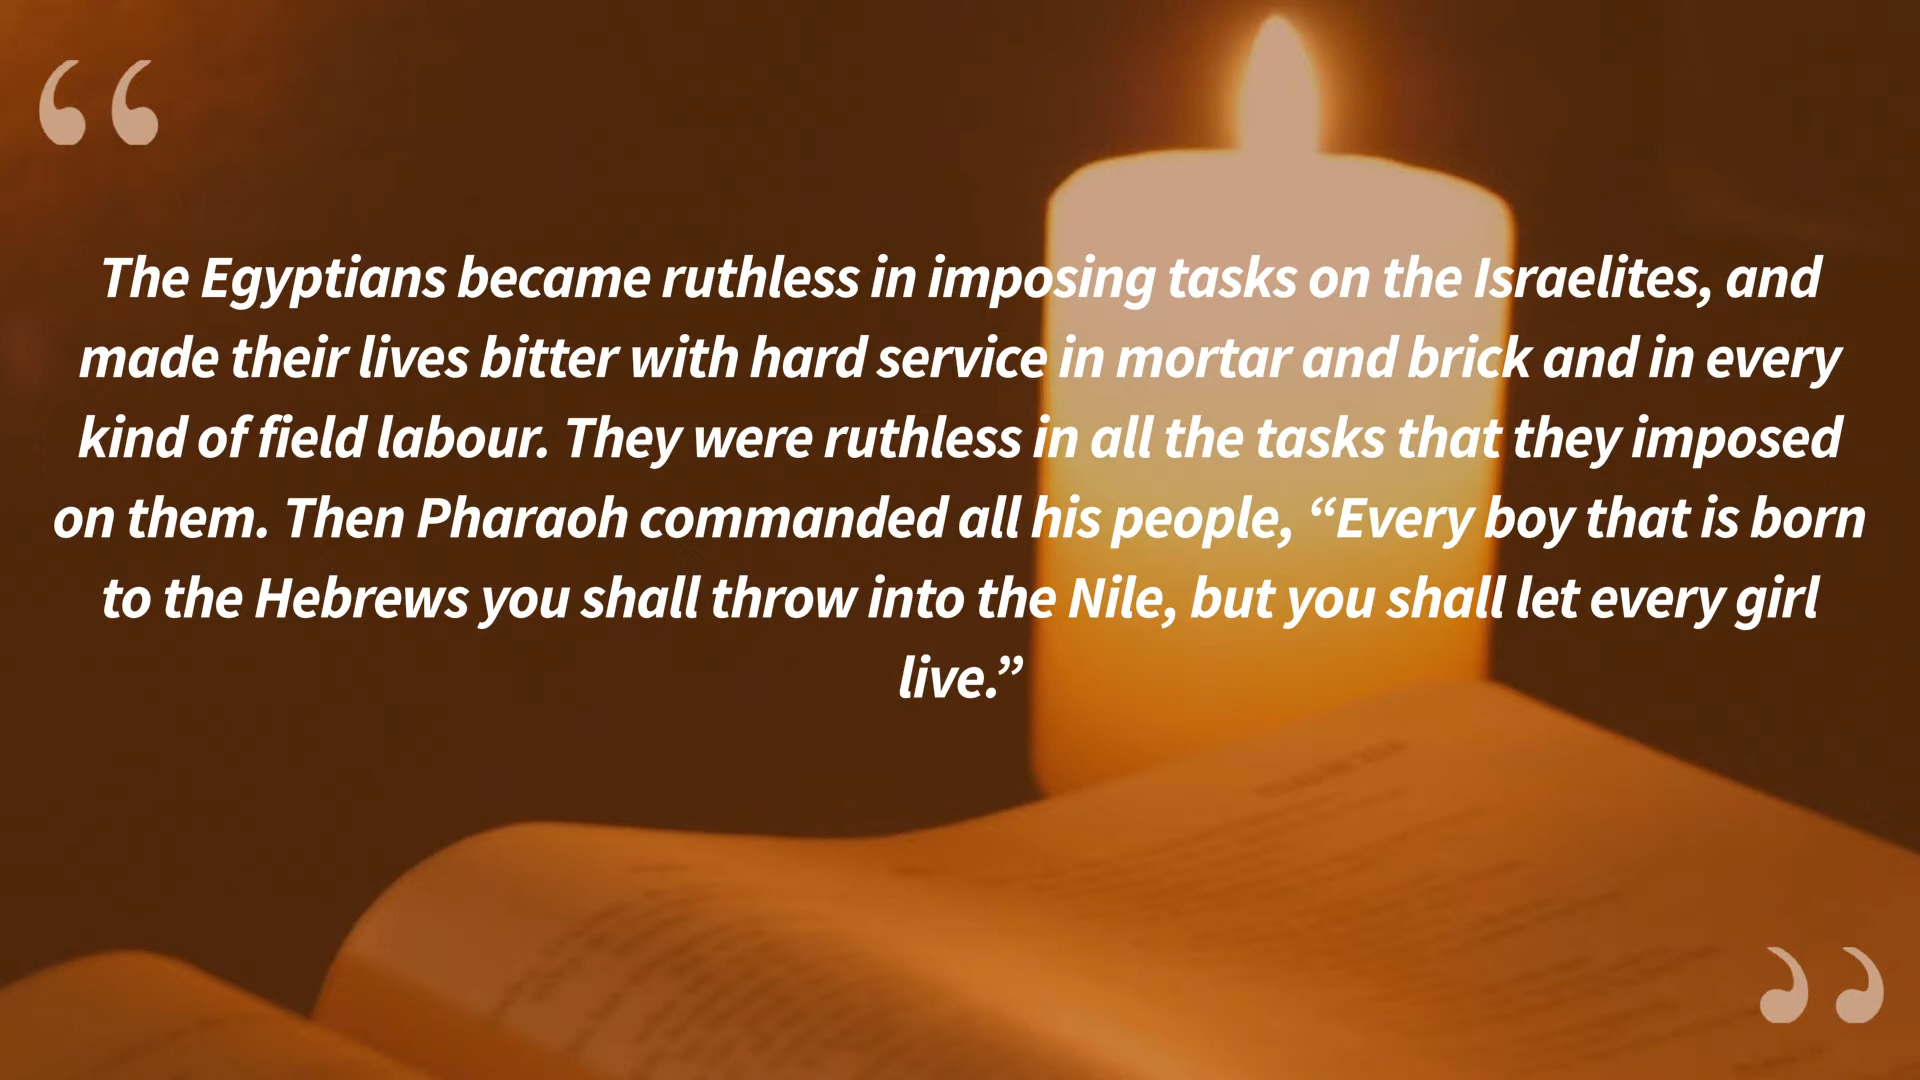 “
The Egyptians became ruthless in imposing tasks on the Israelites, and
made their lives bitter with hard service in mortar and brick and in every
kind of field labour. They were ruthless in all the tasks that they imposed
on them. Then Pharaoh commanded all his people, “Every boy that is born
to the Hebrews you shall throw into the Nile, but you shall let every girl
live.”
”